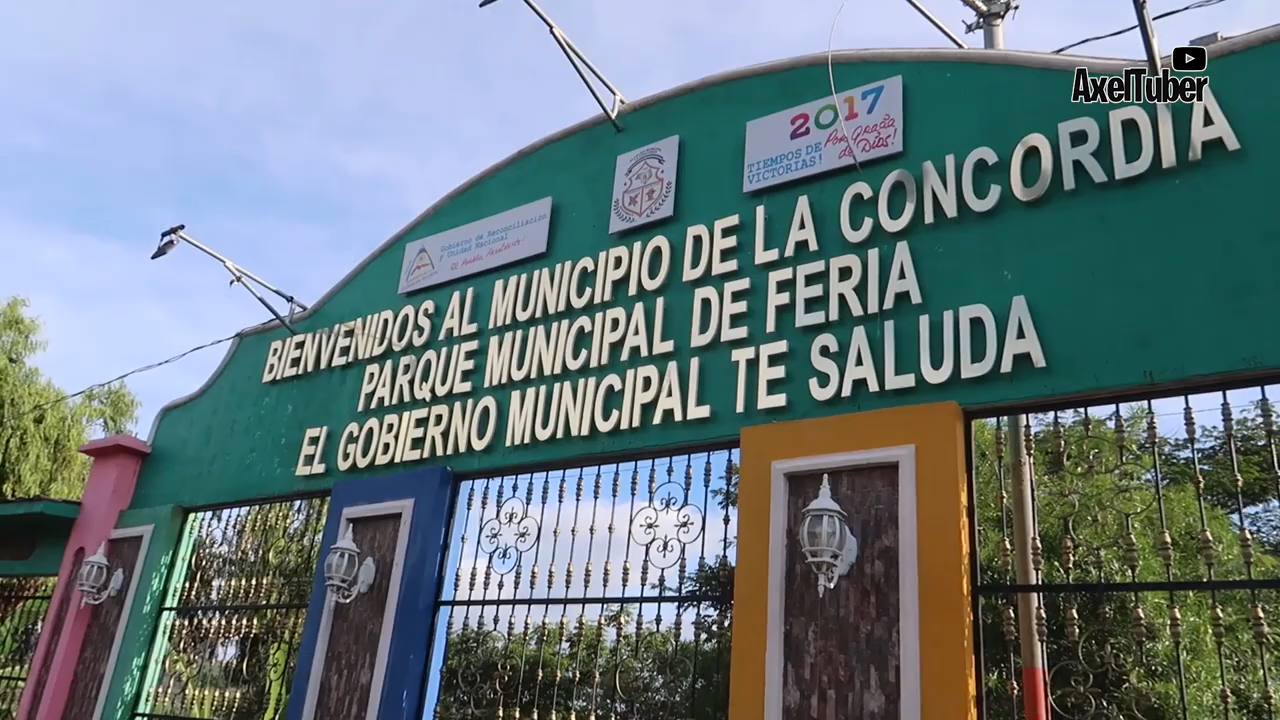 AxelTuber
2017
TIEMPOS DE
VICTORIAS!
Por Gracia
de Dios!
Gobierno de Reconciliación
y Unidad Nacional
El Pueblo, Presidente!
BIENVENIDOS AL MUNICIPIO DE LA CONCORDIA
PARQUE MUNICIPAL DE FERIA
EL GOBIERNO MUNICIPAL TE SALUDA